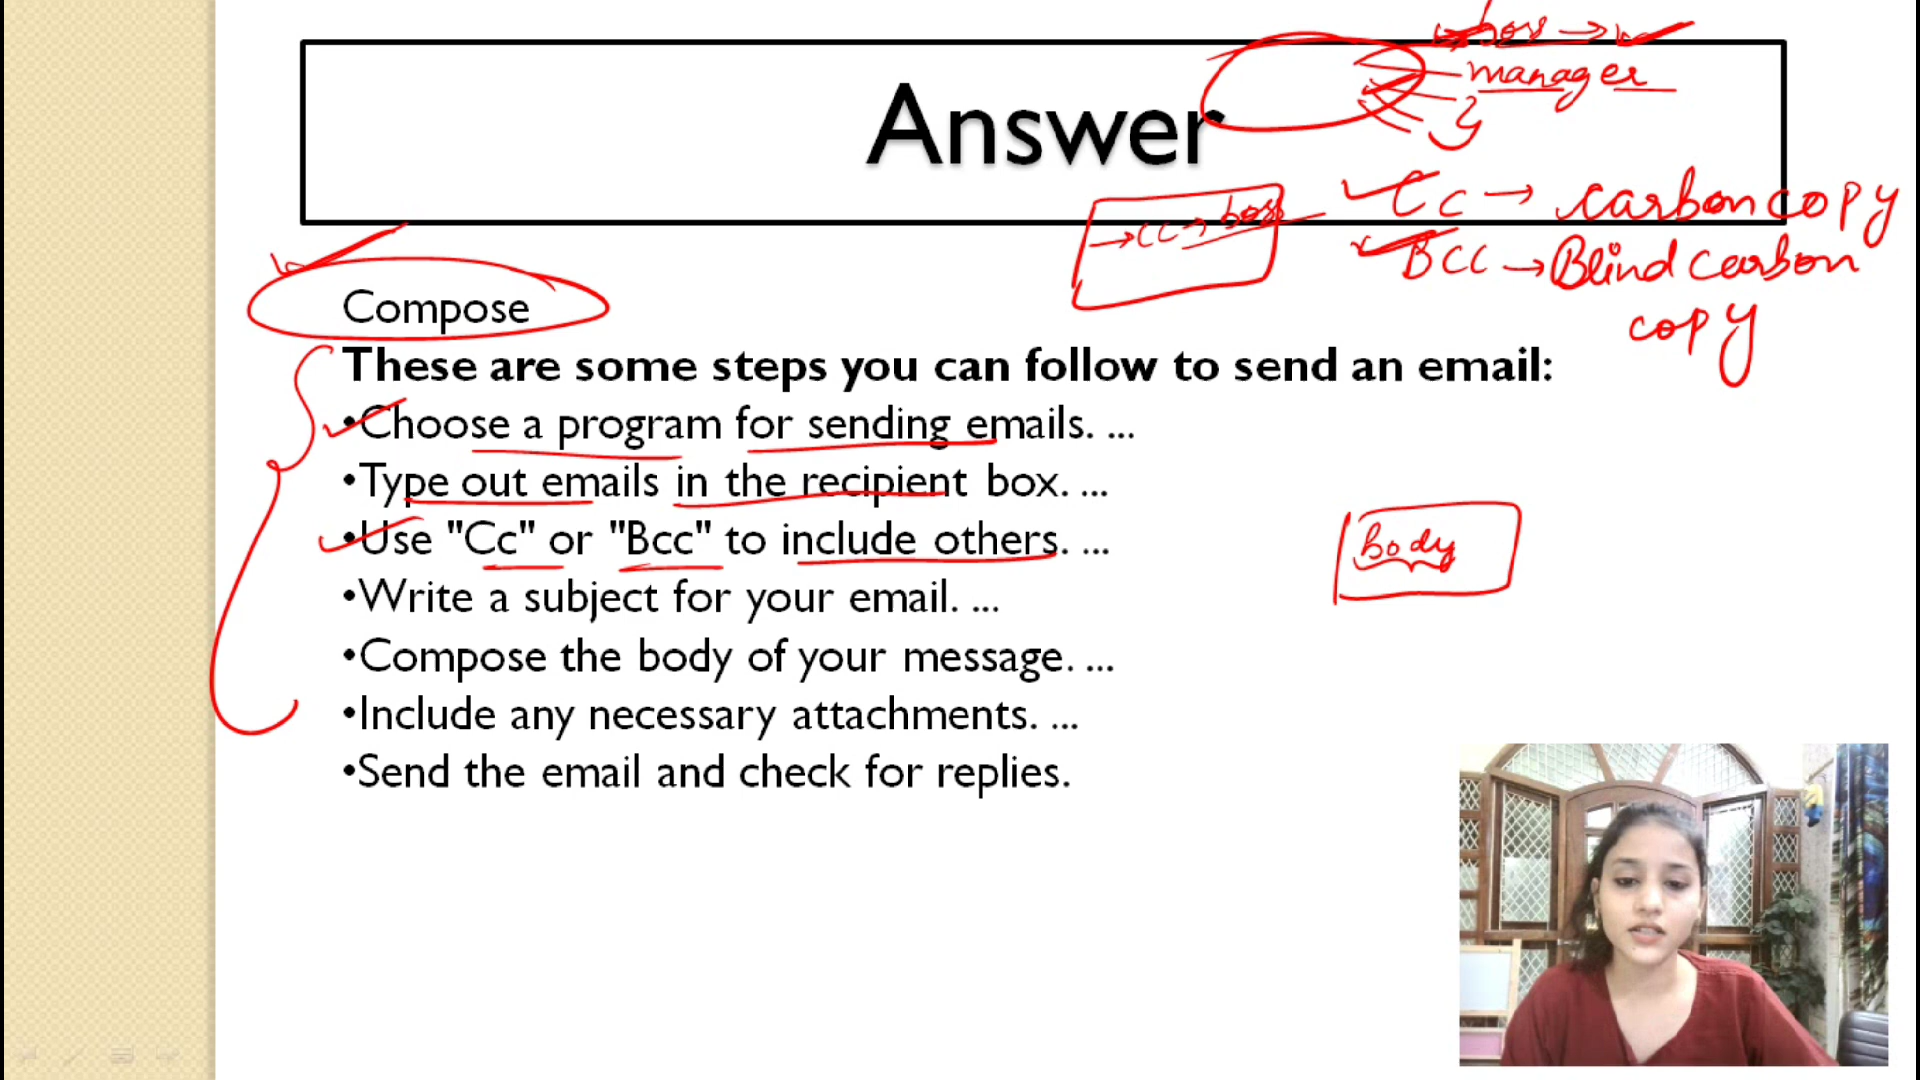 boss →
manager
Answer
Cc → carbon copy
→ CC → boss
BCC → Blind carbon
copy
Compose
These are some steps you can follow to send an email:
•Choose a program for sending emails. ...
•Type out emails in the recipient box. ...
•Use "Cc" or "Bcc" to include others. ...
Body
•Write a subject for your email. ...
•Compose the body of your message. ...
•Include any necessary attachments. ...
•Send the email and check for replies.